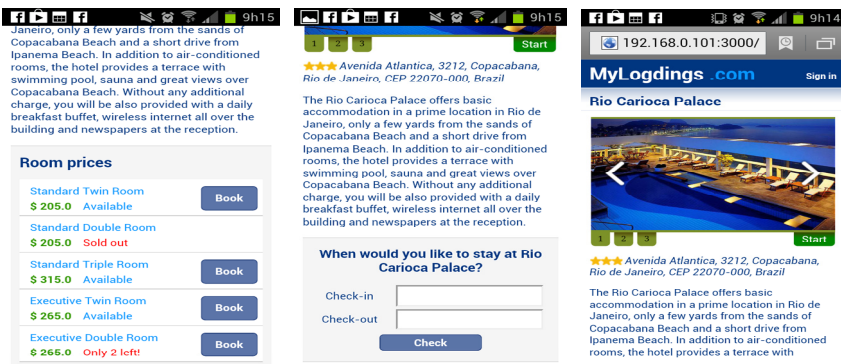 9h15
Janeiro, only a few yards from the sands of
Copacabana Beach and a short drive from
Ipanema Beach. In addition to air-conditioned
rooms, the hotel provides a terrace with
swimming pool, sauna and great views over
Copacabana Beach. Without any additional
charge, you will be also provided with a daily
breakfast buffet, wireless internet all over the
building and newspapers at the reception.
Room prices
Standard Twin Room
$ 205.0 Available
Book
Standard Double Room
$ 205.0 Sold out
Standard Triple Room
$ 315.0 Available
Book
Executive Twin Room
$ 265.0 Available
Book
Executive Double Room
$ 265.0 Only 2 left!
Book
9h15
1 2 3 Start
Avenida Atlantica, 3212, Copacabana,
Rio de Janeiro, CEP 22070-000, Brazil
The Rio Carioca Palace offers basic
accommodation in a prime location in Rio de
Janeiro, only a few yards from the sands of
Copacabana Beach and a short drive from
Ipanema Beach. In addition to air-conditioned
rooms, the hotel provides a terrace with
swimming pool, sauna and great views over
Copacabana Beach. Without any additional
charge, you will be also provided with a daily
breakfast buffet, wireless internet all over the
building and newspapers at the reception.
When would you like to stay at Rio
Carioca Palace?
Check-in
Check-out
Check
9h14
192.168.0.101:3000/
MyLogdings .com Sign in
Rio Carioca Palace
1 2 3 Start
Avenida Atlantica, 3212, Copacabana,
Rio de Janeiro, CEP 22070-000, Brazil
The Rio Carioca Palace offers basic
accommodation in a prime location in Rio de
Janeiro, only a few yards from the sands of
Copacabana Beach and a short drive from
Ipanema Beach. In addition to air-conditioned
rooms, the hotel provides a terrace with